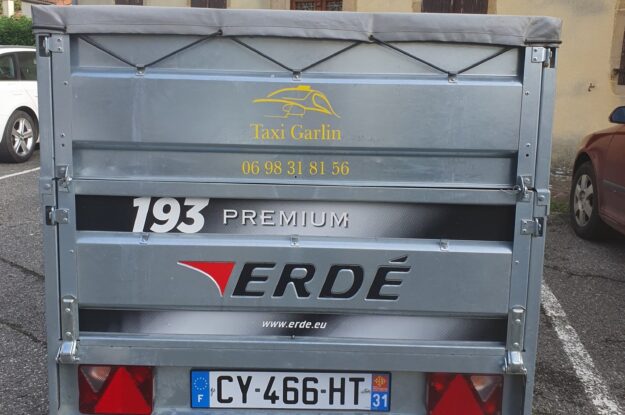 Taxi Garlin
06 98 31 81 56
193 PREMIUM
ERDÉ
www.erde.eu
F CY-466-HT 31